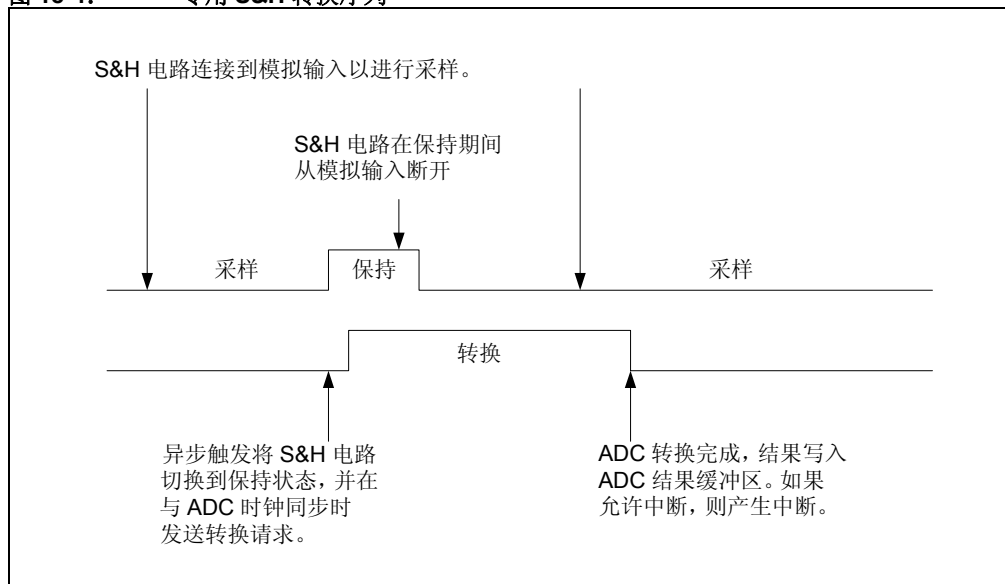 S&H 电路连接到模拟输入以进行采样。
S&H 电路在保持期间
从模拟输入断开
采样
保持
采样
转换
异步触发将 S&H 电路
切换到保持状态，并在
与 ADC 时钟同步时
发送转换请求。
ADC 转换完成，结果写入
ADC 结果缓冲区。如果
允许中断，则产生中断。